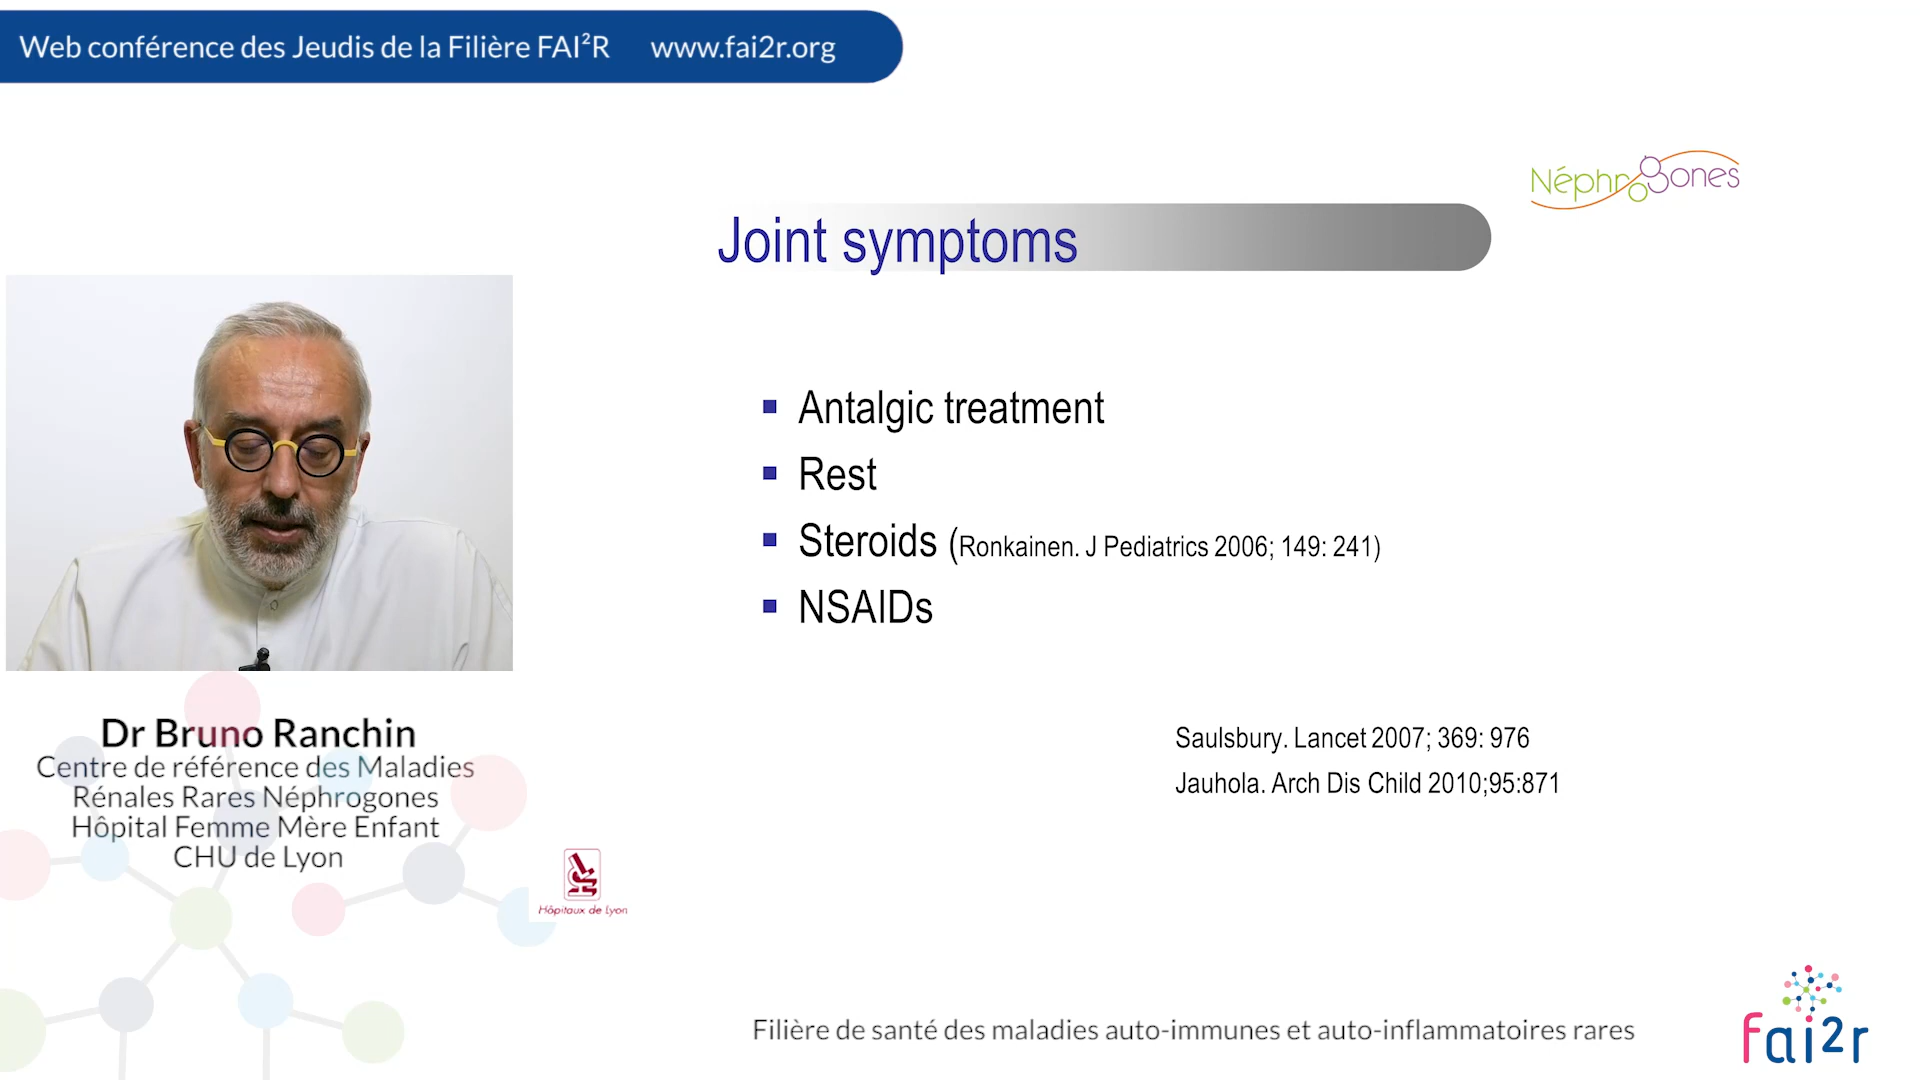 Web conférence des Jeudis de la Filière FAI²R www.fai2r.org
Néphrogones
Joint symptoms
Antalgic treatment
Rest
Steroids (Ronkainen. J Pediatrics 2006; 149: 241)
NSAIDs
Saulsbury. Lancet 2007; 369: 976
Jauhola. Arch Dis Child 2010;95:871
Dr Bruno Ranchin
Centre de référence des Maladies
Rénales Rares Néphrogones
Hôpital Femme Mère Enfant
CHU de Lyon
Hôpitaux de Lyon
Filière de santé des maladies auto-immunes et auto-inflammatoires rares
fai2r